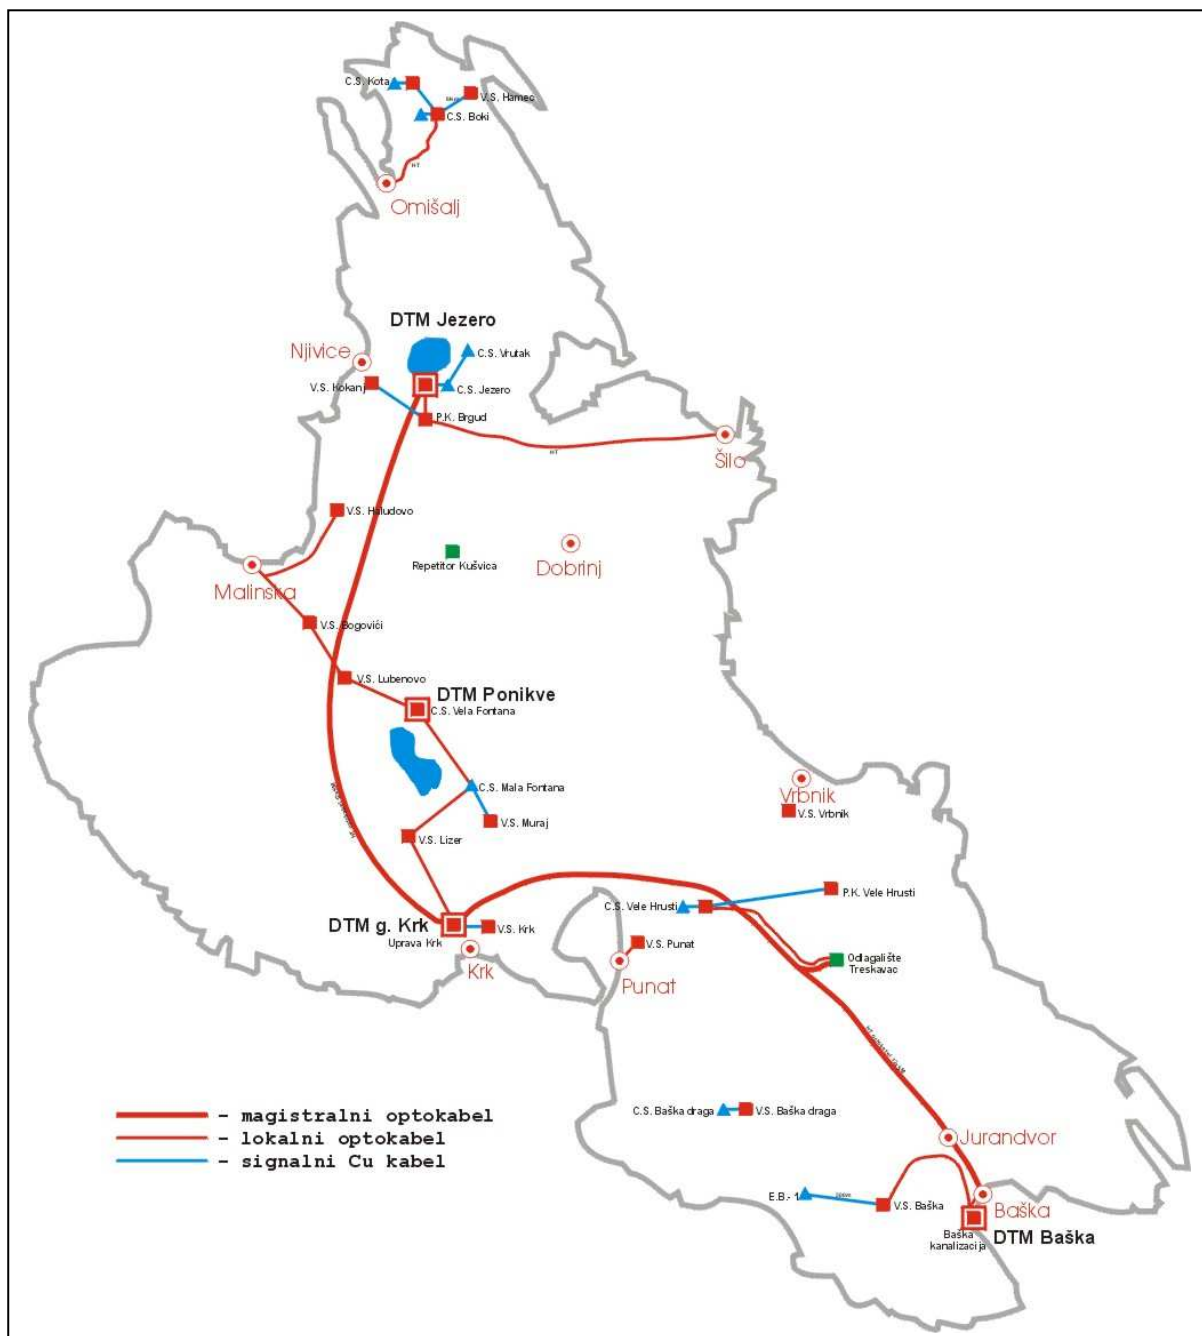 C.S. Kota
V.S. Hamec
C.S. Boki
HT
Omišalj
DTM Jezero
Njivice
C.S. Vrutak
V.S. Kokanj
C.S. Jezero
P.K. Brgud
HT
Šilo
V.S. Haludovo
Repetitor Kušvica
Dobrinj
Malinska
V.S. Bogovići
V.S. Lubenovo
DTM Ponikve
C.S. Vela Fontana
C.S. Mala Fontana
Vrbnik
V.S. Vrbnik
V.S. Muraj
V.S. Lizer
P.K. Vele Hrusti
C.S. Vele Hrusti
DTM g. Krk
V.S. Krk
Uprava Krk
V.S. Punat
Krk
Punat
Odlagalište
Treskavac
- magistralni optokabel
- lokalni optokabel
- signalni Cu kabel
C.S. Baška draga
V.S. Baška draga
Jurandvor
E.B.- 1
V.S. Baška
Baška
Baška
kanalizacija
DTM Baška